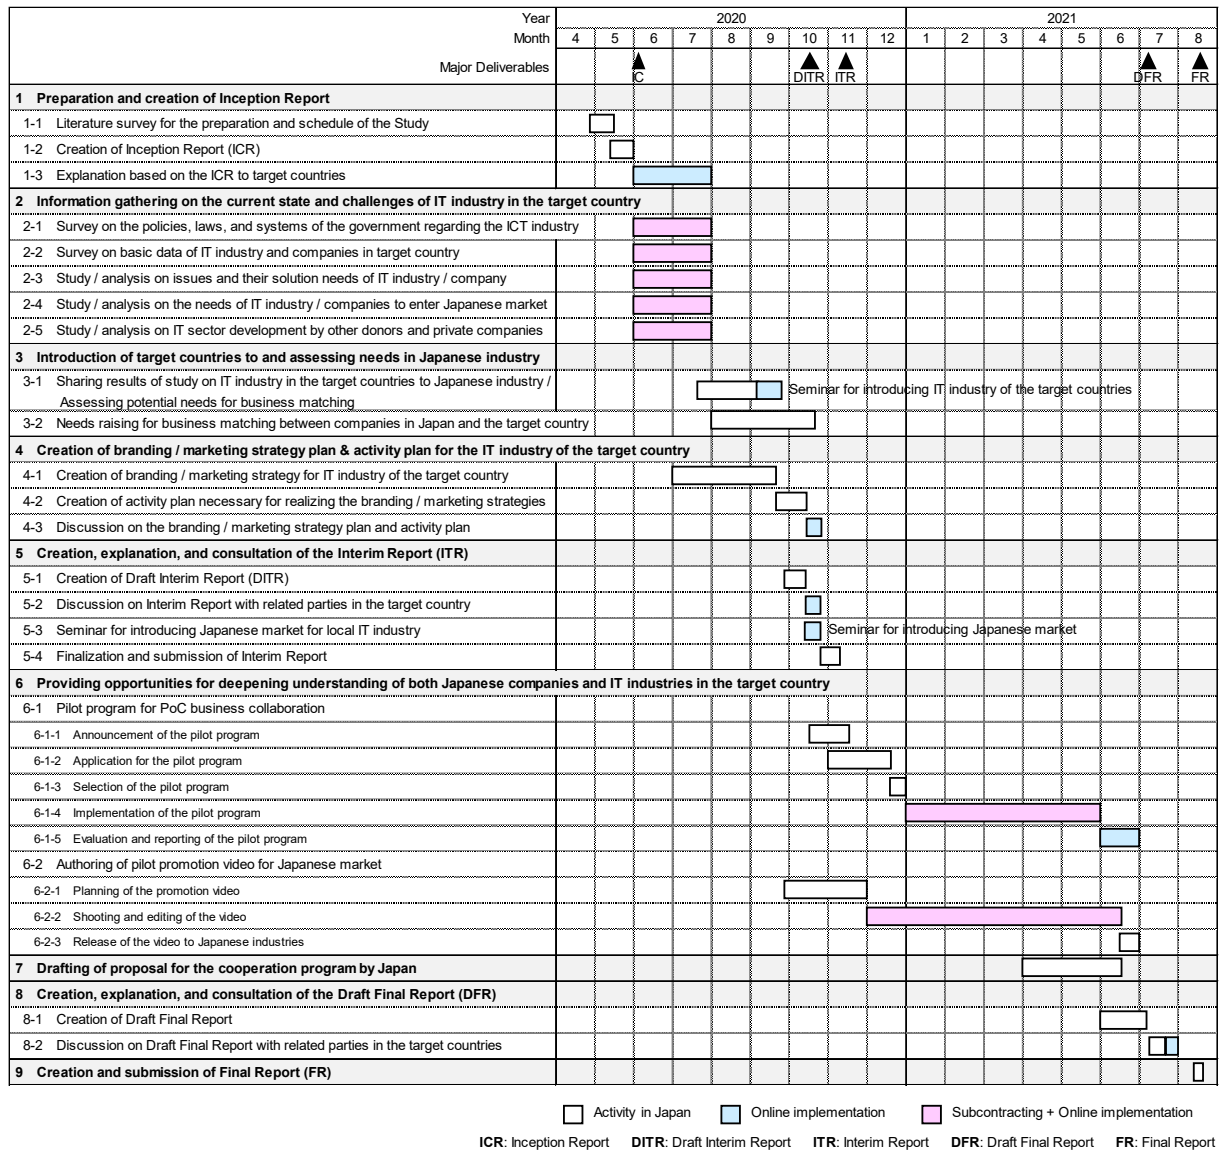 Year 2020 2021
Month 4 5 6 7 8 9 10 11 12 1 2 3 4 5 6 7 8
Major Deliverables IC DITR ITR DFR FR
1 Preparation and creation of Inception Report
1-1 Literature survey for the preparation and schedule of the Study
1-2 Creation of Inception Report (ICR)
1-3 Explanation based on the ICR to target countries
2 Information gathering on the current state and challenges of IT industry in the target country
2-1 Survey on the policies, laws, and systems of the government regarding the ICT industry
2-2 Survey on basic data of IT industry and companies in target country
2-3 Study / analysis on issues and their solution needs of IT industry / company
2-4 Study / analysis on the needs of IT industry / companies to enter Japanese market
2-5 Study / analysis on IT sector development by other donors and private companies
3 Introduction of target countries to and assessing needs in Japanese industry
3-1 Sharing results of study on IT industry in the target countries to Japanese industry /
Assessing potential needs for business matching
Seminar for introducing IT industry of the target countries
3-2 Needs raising for business matching between companies in Japan and the target country
4 Creation of branding / marketing strategy plan & activity plan for the IT industry of the target country
4-1 Creation of branding / marketing strategy for IT industry of the target country
4-2 Creation of activity plan necessary for realizing the branding / marketing strategies
4-3 Discussion on the branding / marketing strategy plan and activity plan
5 Creation, explanation, and consultation of the Interim Report (ITR)
5-1 Creation of Draft Interim Report (DITR)
5-2 Discussion on Interim Report with related parties in the target country
5-3 Seminar for introducing Japanese market for local IT industry Seminar for introducing Japanese market
5-4 Finalization and submission of Interim Report
6 Providing opportunities for deepening understanding of both Japanese companies and IT industries in the target country
6-1 Pilot program for PoC business collaboration
6-1-1 Announcement of the pilot program
6-1-2 Application for the pilot program
6-1-3 Selection of the pilot program
6-1-4 Implementation of the pilot program
6-1-5 Evaluation and reporting of the pilot program
6-2 Authoring of pilot promotion video for Japanese market
6-2-1 Planning of the promotion video
6-2-2 Shooting and editing of the video
6-2-3 Release of the video to Japanese industries
7 Drafting of proposal for the cooperation program by Japan
8 Creation, explanation, and consultation of the Draft Final Report (DFR)
8-1 Creation of Draft Final Report
8-2 Discussion on Draft Final Report with related parties in the target countries
9 Creation and submission of Final Report (FR)
Activity in Japan Online implementation Subcontracting + Online implementation
ICR: Inception Report DITR: Draft Interim Report ITR: Interim Report DFR: Draft Final Report FR: Final Report